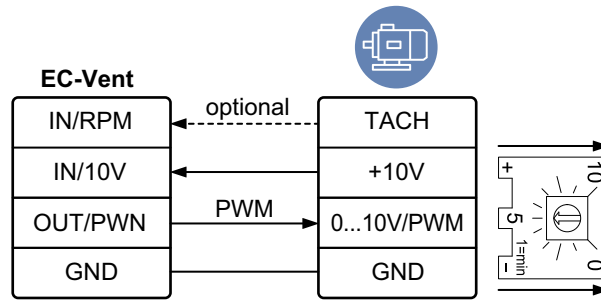 EC-Vent
IN/RPM
optional
TACH
IN/10V
+10V
OUT/PWN
PWM
0...10V/PWM
GND
GND
+
5
-
1=min
10
0